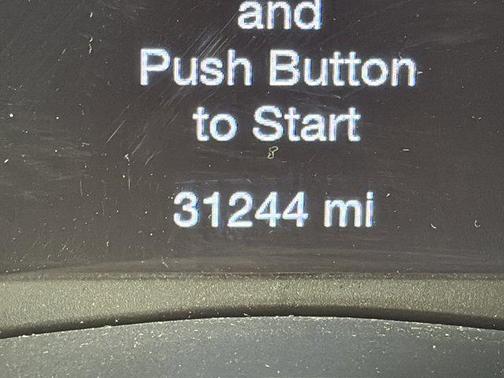 and
Push Button
to Start
31244 mi